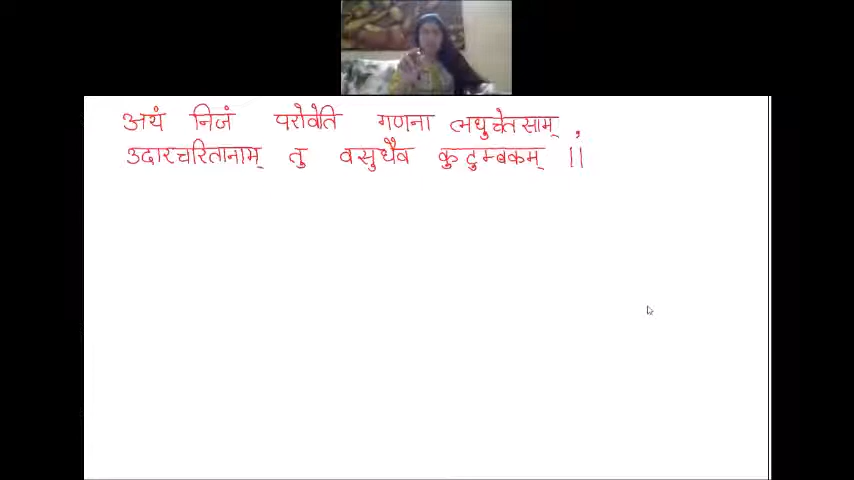 अयं निजं परोवेति गणना लघुचेतसाम् ,
उदारचरितानाम् तु वसुधैव कुटुम्बकम् ||